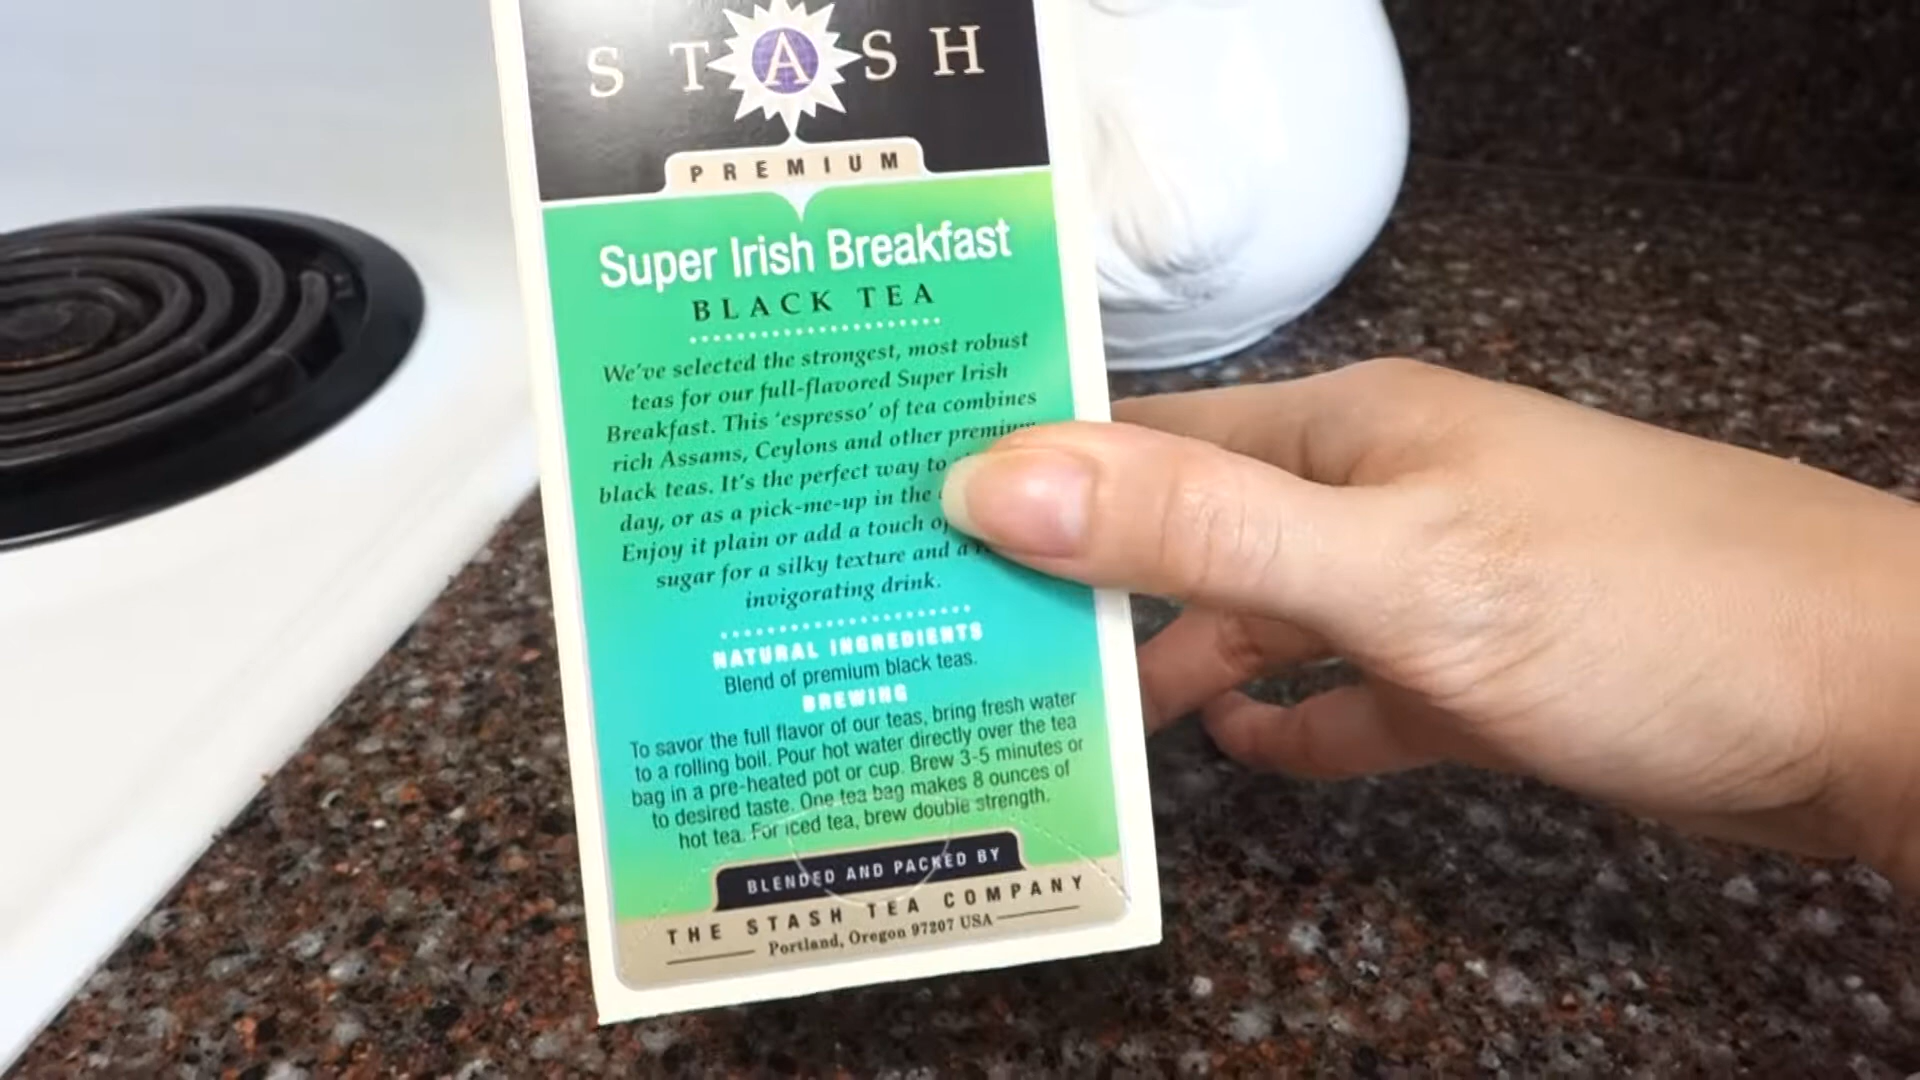 STASH
PREMIUM
Super Irish Breakfast
BLACK TEA
We've selected the strongest, most robust
teas for our full-flavored Super Irish
Breakfast. This 'espresso' of tea combines
rich Assams, Ceylons and other premium
black teas. It's the perfect way to
day, or as a pick-me-up in the
Enjoy it plain or add a touch of
sugar for a silky texture and a
invigorating drink.
NATURAL INGREDIENTS
Blend of premium black teas.
BREWING
To savor the full flavor of our teas, bring fresh water
to a rolling boil. Pour hot water directly over the tea
bag in a pre-heated pot or cup. Brew 3-5 minutes or
to desired taste. One tea bag makes 8 ounces of
hot tea. For iced tea, brew double strength.
BLENDED AND PACKED BY
THE STASH TEA COMPANY
Portland, Oregon 97207 USA